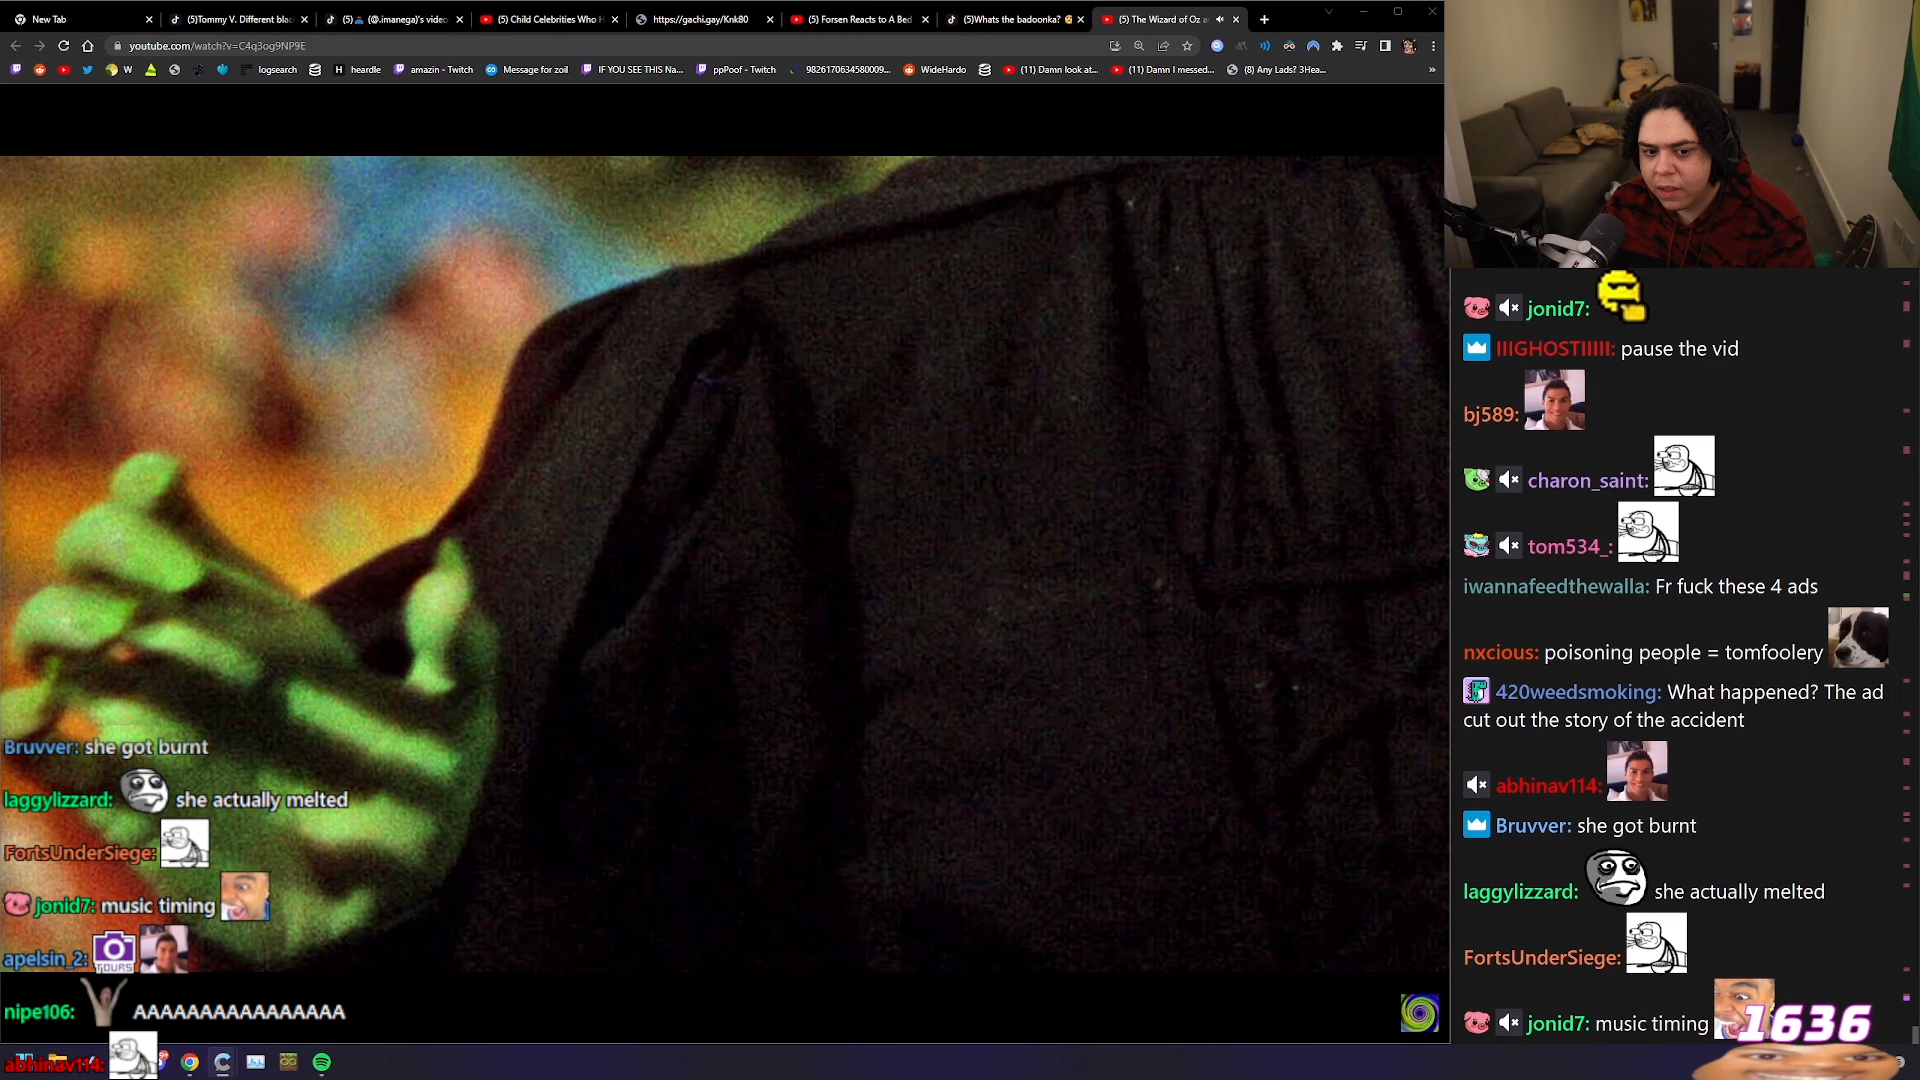 New Tab
(5)Tommy V. Different blac
(5) (@.imanega)'s video
(5) Child Celebrities Who H
https://gachi.gay/Knk80
(5) Forsen Reacts to A Bed
(5)Whats the badoonka?
(5) The Wizard of Oz a
youtube.com/watch?v=C4q3og9NP9E
W
logsearch
heardle
amazin - Twitch
Message for zoil
IF YOU SEE THIS Na...
ppPoof - Twitch
9826170634580009...
WideHardo
(11) Damn look at...
(11) Damn I messed...
(8) Any Lads? 3Hea...
jonid7:
IIIGHOSTIIIII: pause the vid
bj589:
charon_saint:
tom534_:
iwannafeedthewalla: Fr fuck these 4 ads
nxcious: poisoning people = tomfoolery
420weedsmoking: What happened? The ad
cut out the story of the accident
abhinav114:
Bruvver: she got burnt
laggylizzard: she actually melted
FortsUnderSiege:
jonid7: music timing
1636
Bruvver: she got burnt
laggylizzard: she actually melted
FortsUnderSiege:
jonid7: music timing
apelsin_2: TOURS
nipe106: AAAAAAAAAAAAAAAA
abhinav114: